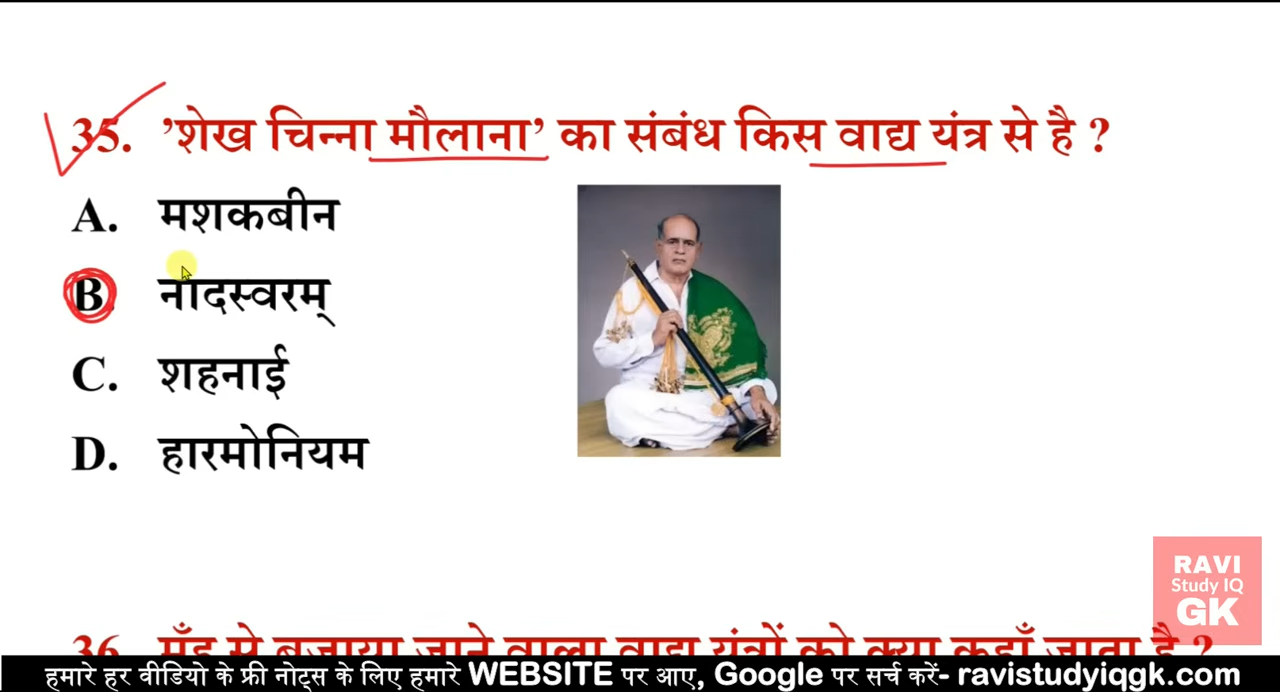 35. ’शेख चिन्ना मौलाना’ का संबंध किस वाद्य यंत्र से है ?
A. मशकबीन
B. नादस्वरम्
C. शहनाई
D. हारमोनियम
RAVI
Study IQ
GK
36. मुँह से बजाया जाने वाला वाद्य यंत्रों को क्या कहाँ जाता है ?
हमारे हर वीडियो के फ्री नोट्स के लिए हमारे WEBSITE पर आए, Google पर सर्च करें- ravistudyiqgk.com